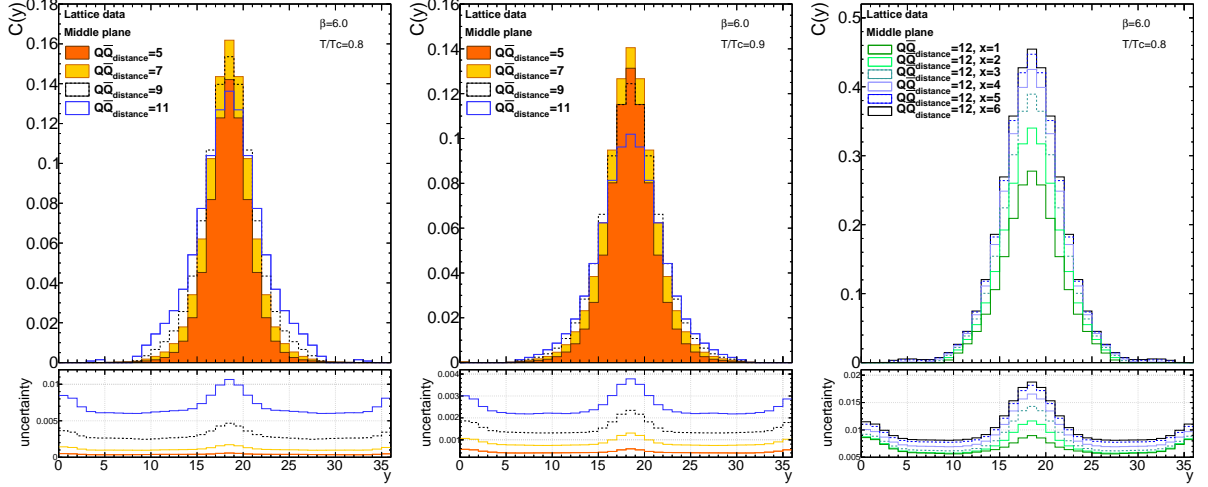 C(y)
0.16
0.14
0.12
0.1
0.08
0.06
0.04
0.02
0
Lattice data
Middle plane
QQ̅ distance=5
QQ̅ distance=7
QQ̅ distance=9
QQ̅ distance=11
β=6.0
T/Tc=0.8
uncertainty
0.01
0.005
0
0 5 10 15 20 25 30 35
y
C(y)
0.16
0.14
0.12
0.1
0.08
0.06
0.04
0.02
0
Lattice data
Middle plane
QQ̅ distance=5
QQ̅ distance=7
QQ̅ distance=9
QQ̅ distance=11
β=6.0
T/Tc=0.9
uncertainty
0.004
0.003
0.002
0.001
0 5 10 15 20 25 30 35
y
C(y)
0.5
0.4
0.3
0.2
0.1
0
Lattice data
Middle plane
QQ̅ distance=12, x=1
QQ̅ distance=12, x=2
QQ̅ distance=12, x=3
QQ̅ distance=12, x=4
QQ̅ distance=12, x=5
QQ̅ distance=12, x=6
β=6.0
T/Tc=0.8
uncertainty
0.02
0.015
0.01
0.005
0 5 10 15 20 25 30 35
y